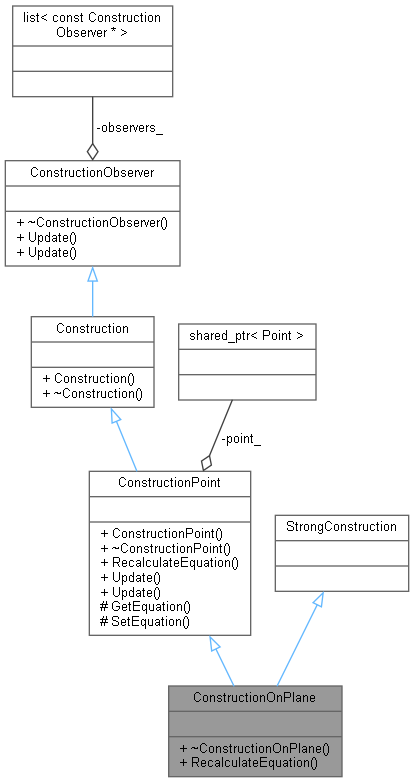 list< const Construction
Observer * >
-observers_
ConstructionObserver
+ ~ConstructionObserver()
+ Update()
+ Update()
Construction
+ Construction()
+ ~Construction()
shared_ptr< Point >
-point_
ConstructionPoint
+ ConstructionPoint()
+ ~ConstructionPoint()
+ RecalculateEquation()
+ Update()
+ Update()
# GetEquation()
# SetEquation()
StrongConstruction
ConstructionOnPlane
+ ~ConstructionOnPlane()
+ RecalculateEquation()